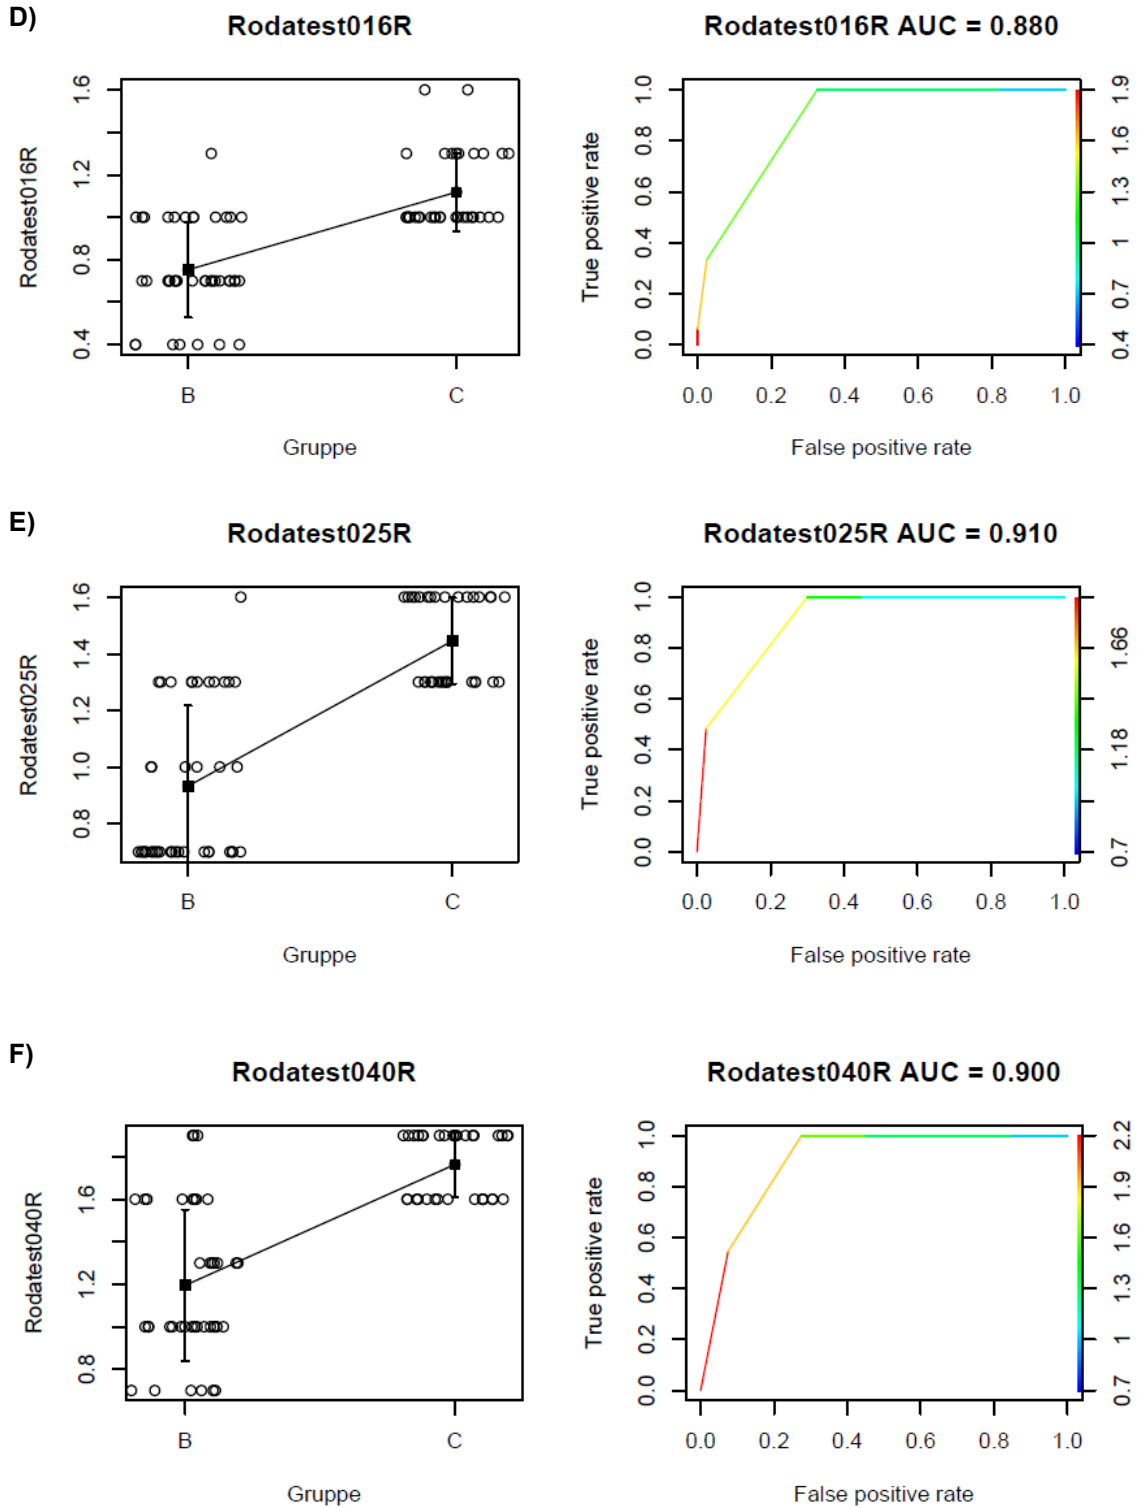 D)
Rodatest016R
Rodatest016R AUC = 0.880
Rodatest016R
0.4 0.8 1.2 1.6
B C
Gruppe
True positive rate
0.0 0.2 0.4 0.6 0.8 1.0
0.0 0.2 0.4 0.6 0.8 1.0
False positive rate
0.4 0.7 1 1.3 1.6 1.9
E)
Rodatest025R
Rodatest025R AUC = 0.910
Rodatest025R
0.8 1.0 1.2 1.4 1.6
B C
Gruppe
True positive rate
0.0 0.2 0.4 0.6 0.8 1.0
0.0 0.2 0.4 0.6 0.8 1.0
False positive rate
0.7 1.18 1.66
F)
Rodatest040R
Rodatest040R AUC = 0.900
Rodatest040R
0.8 1.2 1.6
B C
Gruppe
True positive rate
0.0 0.2 0.4 0.6 0.8 1.0
0.0 0.2 0.4 0.6 0.8 1.0
False positive rate
0.7 1 1.3 1.6 1.9 2.2